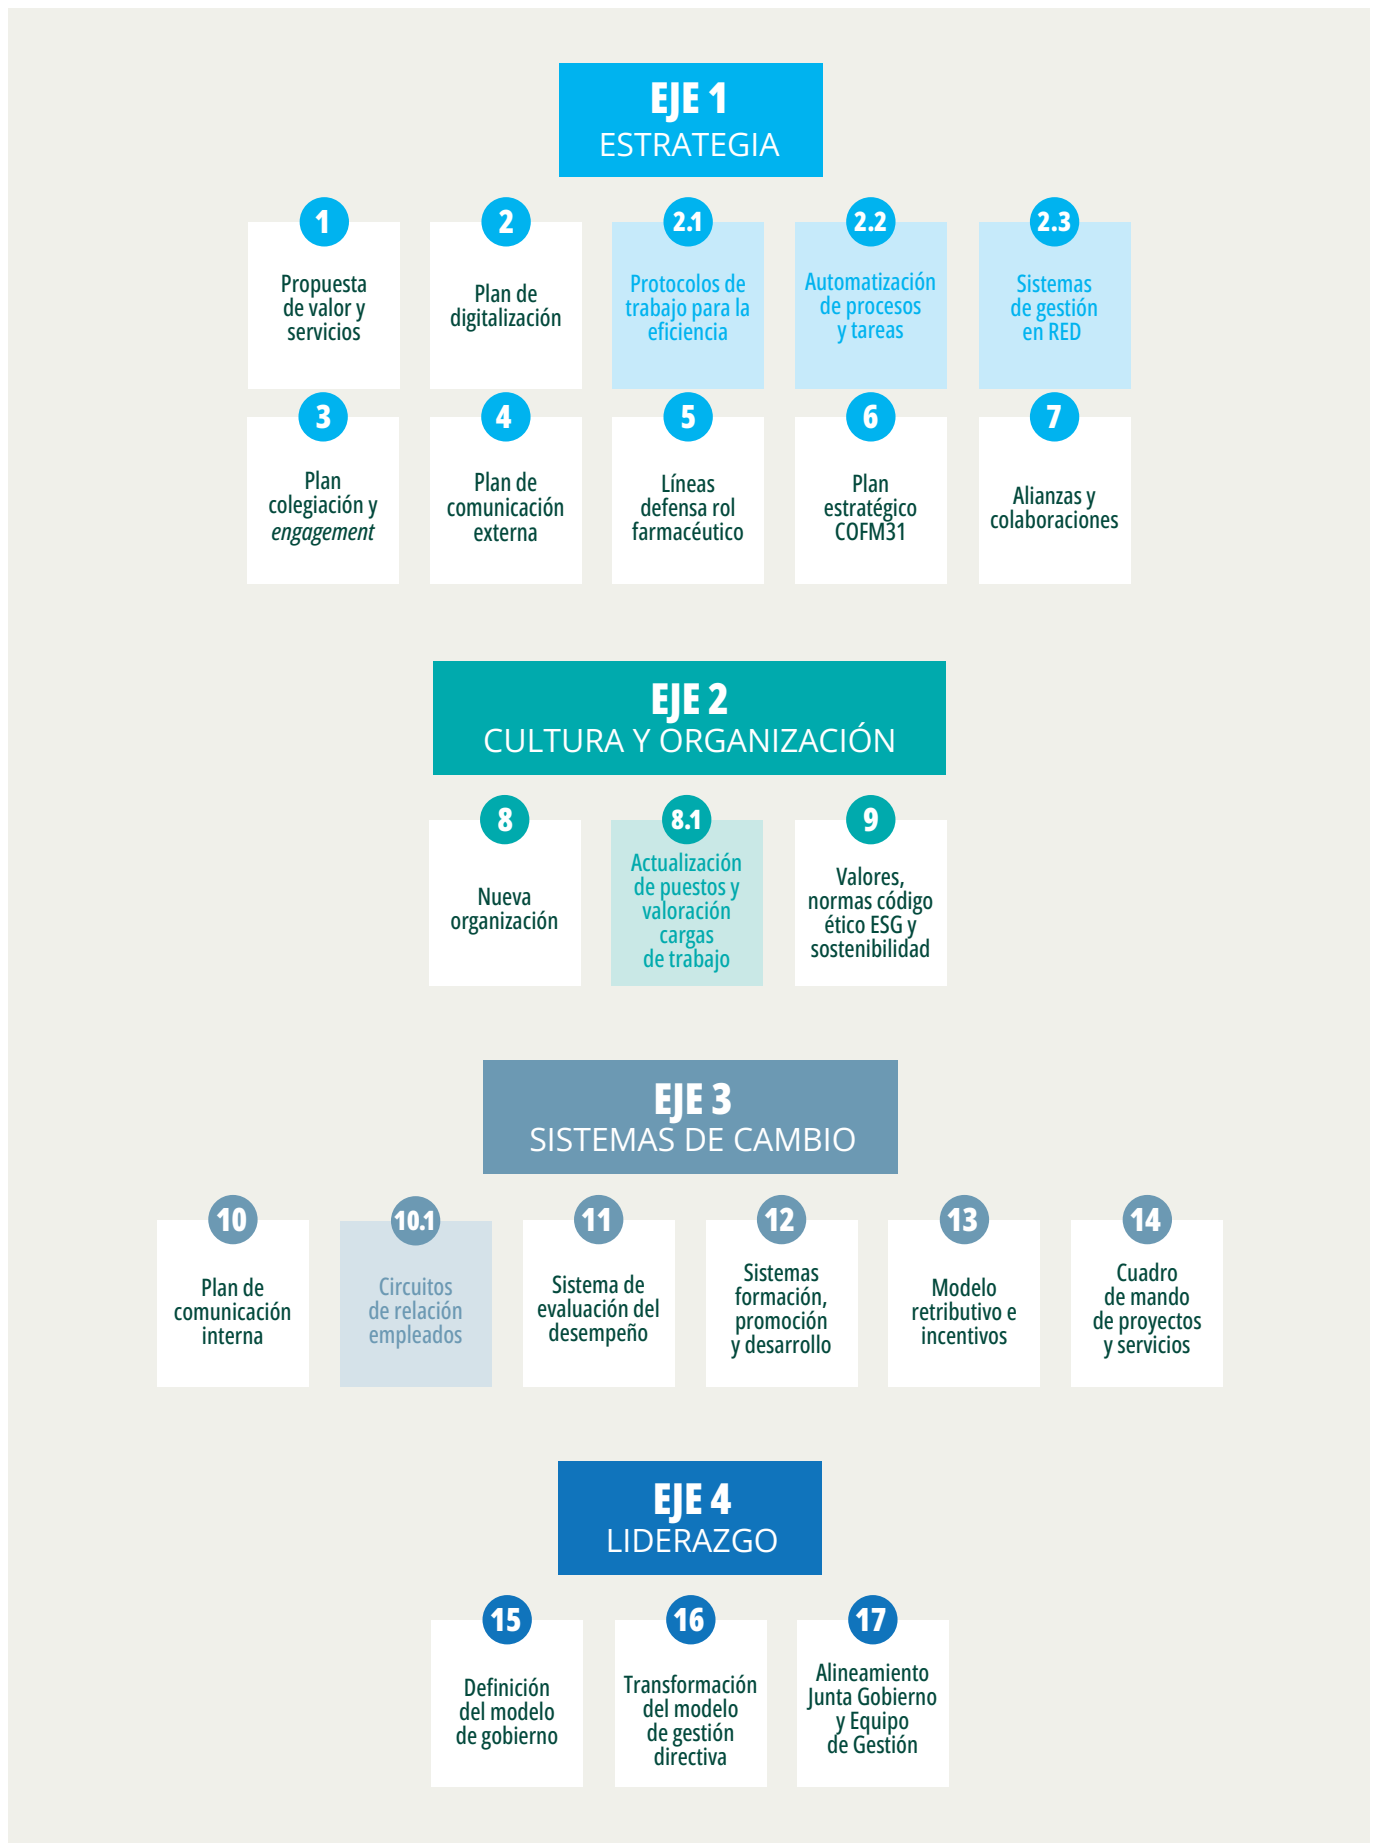 EJE 1
ESTRATEGIA
1
Propuesta
de valor y
servicios
2
Plan de
digitalización
2.1
Protocolos de
trabajo para la
eficiencia
2.2
Automatización
de procesos
y tareas
2.3
Sistemas
de gestión
en RED
3
Plan
colegiación y
engagement
4
Plan de
comunicación
externa
5
Líneas
defensa rol
farmacéutico
6
Plan
estratégico
COFM31
7
Alianzas y
colaboraciones
EJE 2
CULTURA Y ORGANIZACIÓN
8
Nueva
organización
8.1
Actualización
de puestos y
valoración
cargas
de trabajo
9
Valores,
normas código
ético ESG y
sostenibilidad
EJE 3
SISTEMAS DE CAMBIO
10
Plan de
comunicación
interna
10.1
Circuitos
de relación
empleados
11
Sistema de
evaluación del
desempeño
12
Sistemas
formación,
promoción
y desarrollo
13
Modelo
retributivo e
incentivos
14
Cuadro
de mando
de proyectos
y servicios
EJE 4
LIDERAZGO
15
Definición
del modelo
de gobierno
16
Transformación
del modelo
de gestión
directiva
17
Alineamiento
Junta Gobierno
y Equipo
de Gestión